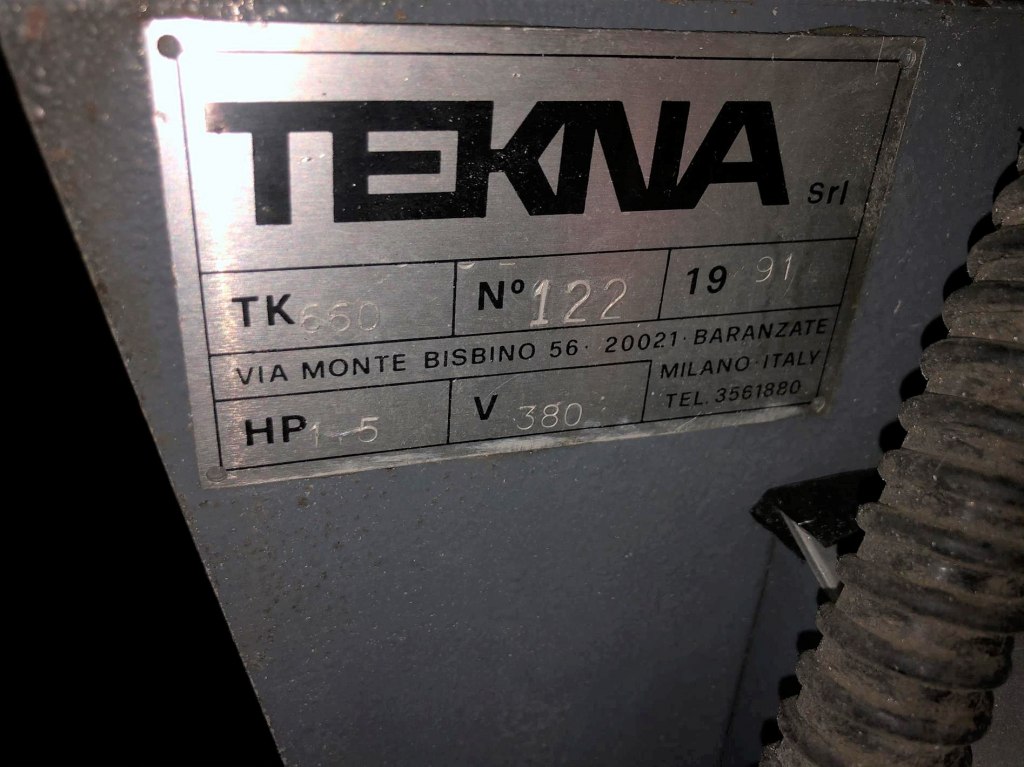 TEKNA Srl
TK 660 Nº 122 19 91
VIA MONTE BISBINO 56 · 20021 · BARANZATE
MILANO · ITALY
HP 1.5 V 380 TEL. 3561880